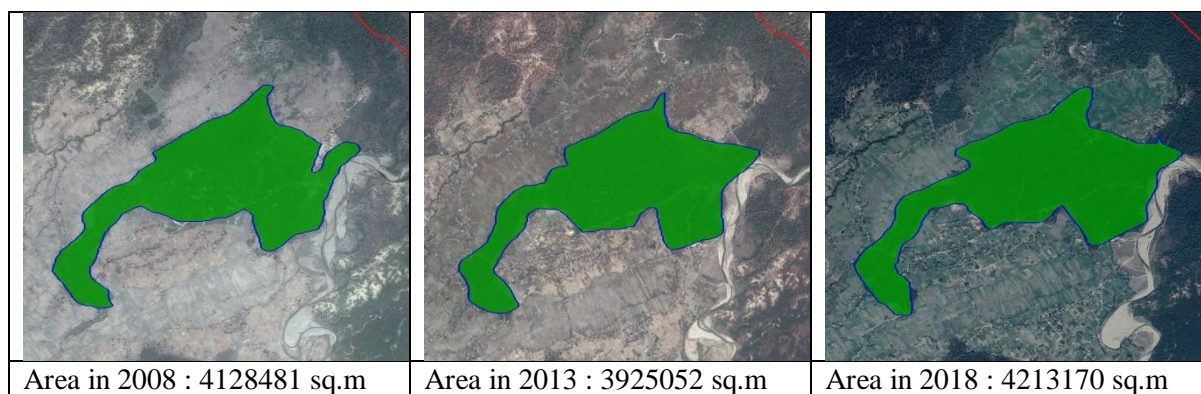 Area in 2008 : 4128481 sq.m
Area in 2013 : 3925052 sq.m
Area in 2018 : 4213170 sq.m